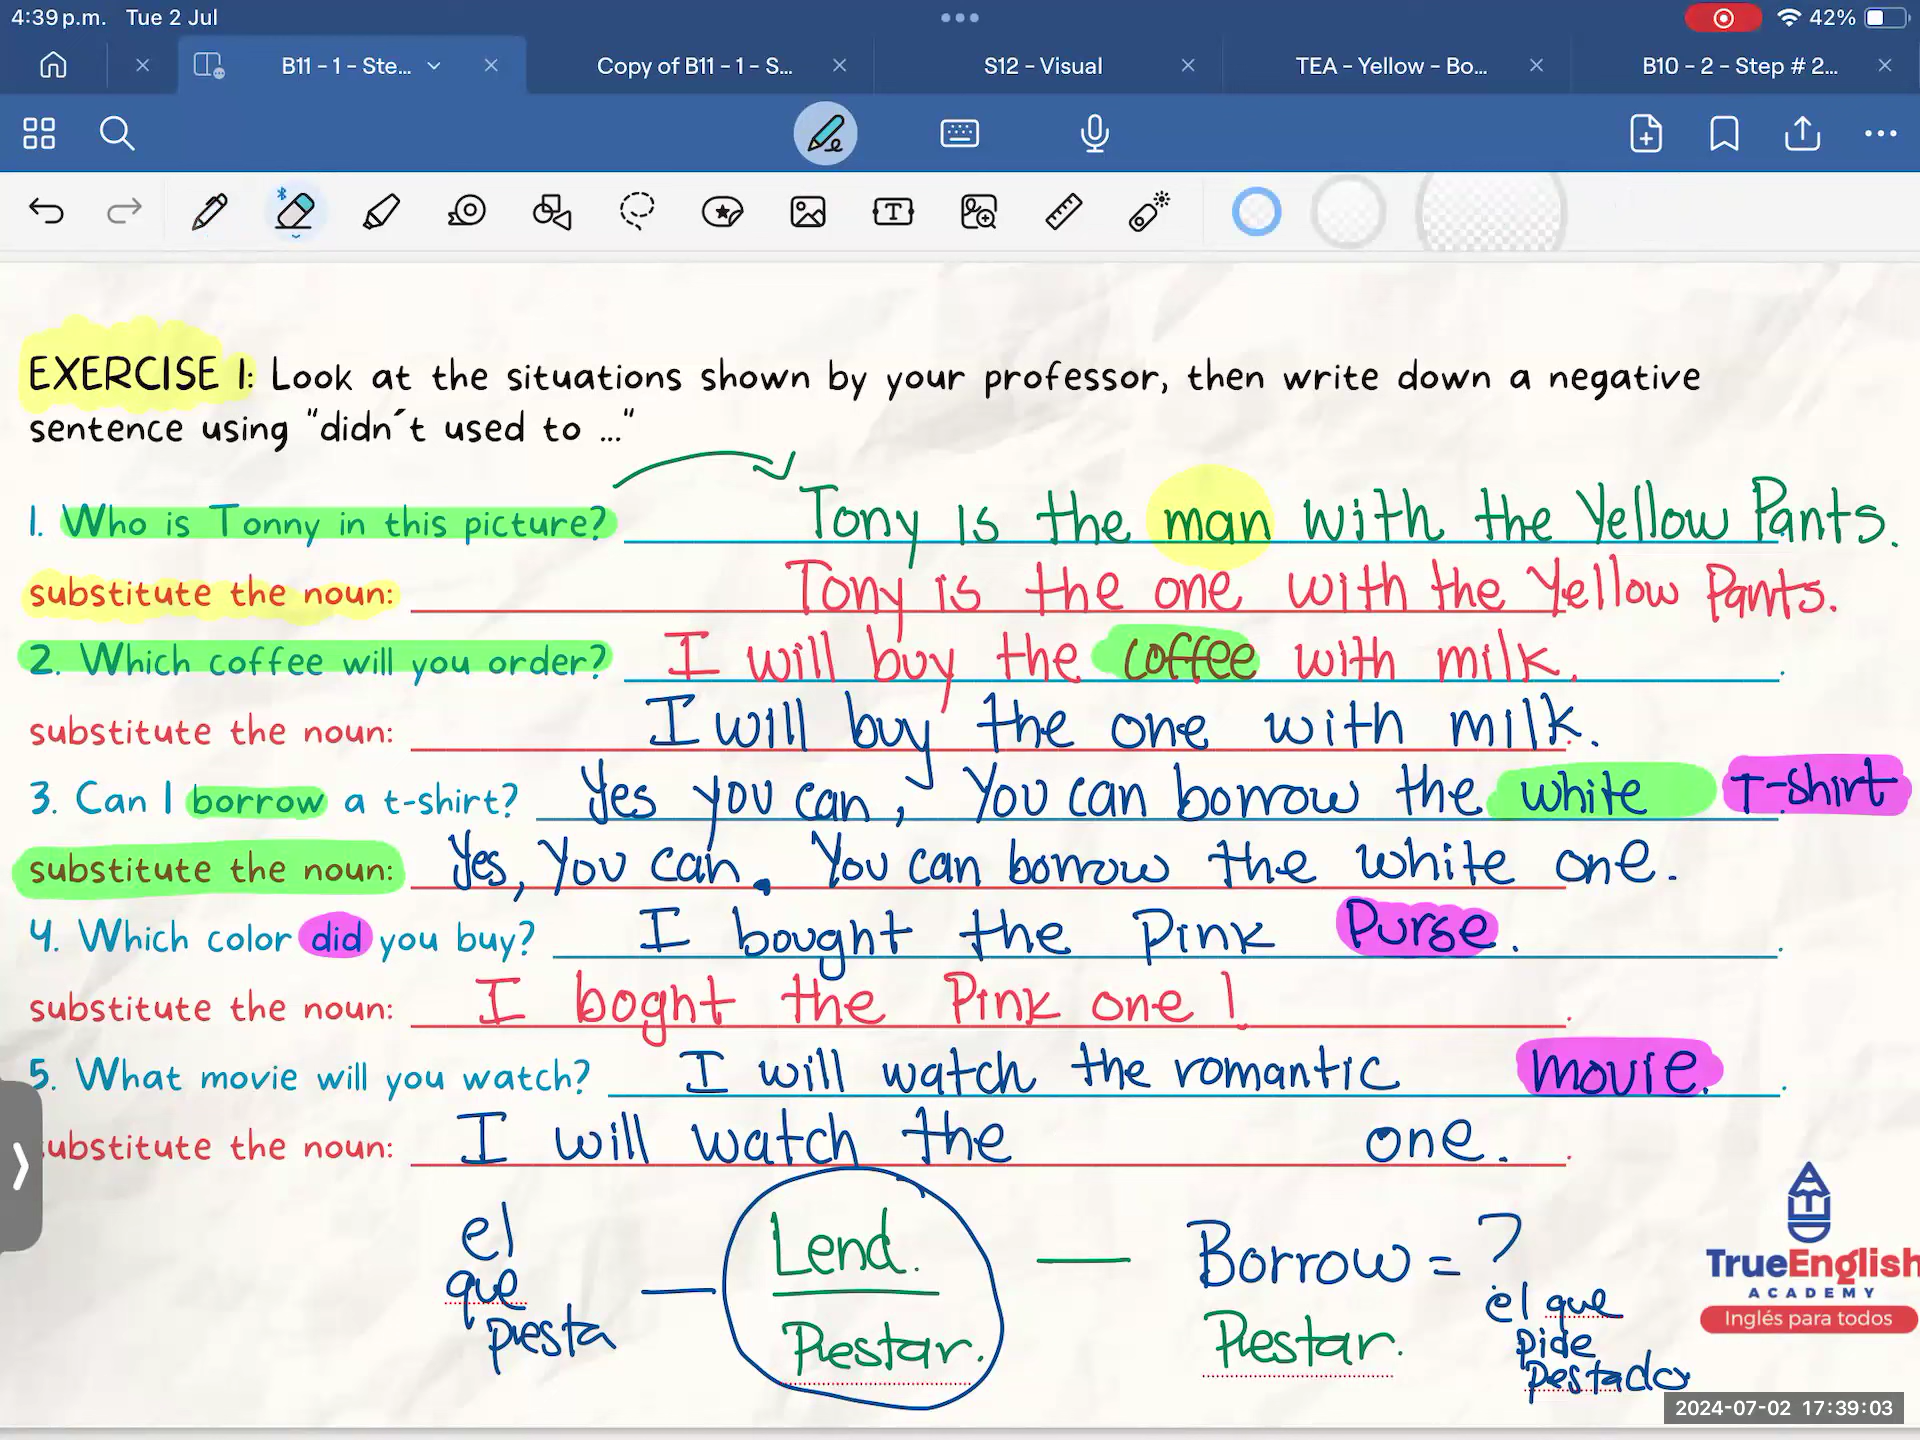 4:39 p.m. Tue 2 Jul
42%
B11 - 1 - Ste...
Copy of B11 - 1 - S...
S12 - Visual
TEA - Yellow - Bo...
B10 - 2 - Step # 2...
EXERCISE 1: Look at the situations shown by your professor, then write down a negative
sentence using "didn´t used to ..."
1. Who is Tonny in this picture? Tony is the man with the Yellow Pants.
substitute the noun: Tony is the one with the Yellow Pants.
2. Which coffee will you order? I will buy the coffee with milk.
substitute the noun: I will buy the one with milk.
3. Can I borrow a t-shirt? Yes you can, You can borrow the white T-shirt
substitute the noun: Yes, You can. You can borrow the white one.
4. Which color did you buy? I bought the Pink Purse.
substitute the noun: I boght the Pink one!
5. What movie will you watch? I will watch the romantic movie.
substitute the noun: I will watch the one.
el
que
presta
Lend.
Prestar.
Borrow = ?
Prestar.
el que
pide
pestado
TrueEnglish
ACADEMY
Inglés para todos
2024-07-02 17:39:03